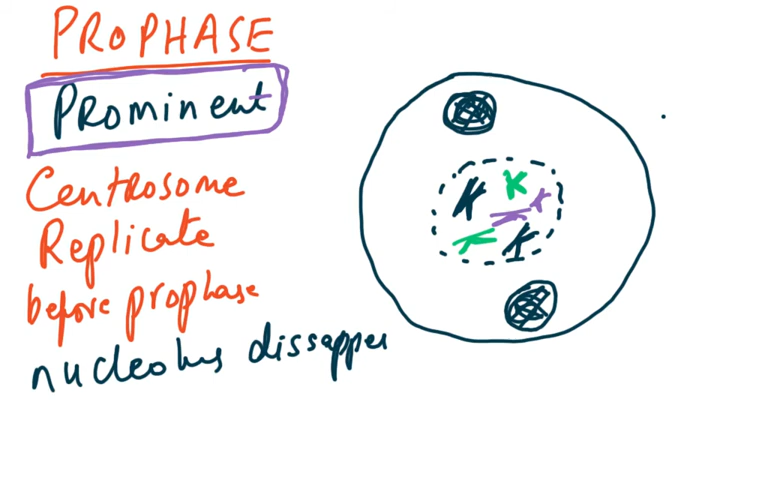 PROPHASE
Prominent
Centrosome
Replicate
before prophase
nucleolus dissapper